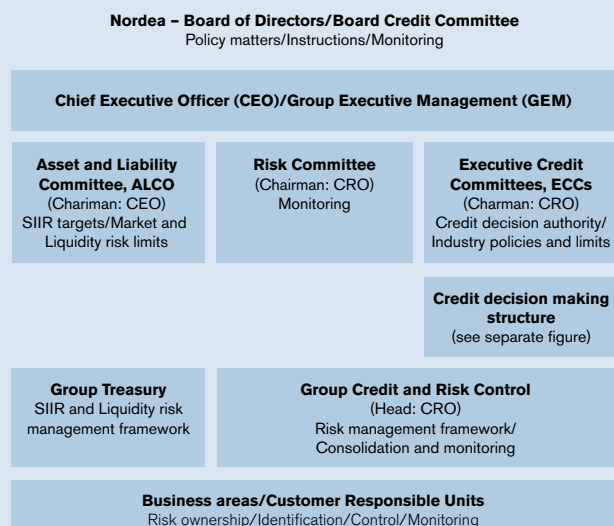 Nordea – Board of Directors/Board Credit Committee
Policy matters/Instructions/Monitoring
Chief Executive Officer (CEO)/Group Executive Management (GEM)
Asset and Liability
Committee, ALCO
(Chariman: CEO)
SIIR targets/Market and
Liquidity risk limits
Risk Committee
(Chairman: CRO)
Monitoring
Executive Credit
Committees, ECCs
(Charman: CRO)
Credit decision authority/
Industry policies and limits
Credit decision making
structure
(see separate figure)
Group Treasury
SIIR and Liquidity risk
management framework
Group Credit and Risk Control
(Head: CRO)
Risk management framework/
Consolidation and monitoring
Business areas/Customer Responsible Units
Risk ownership/Identification/Control/Monitoring